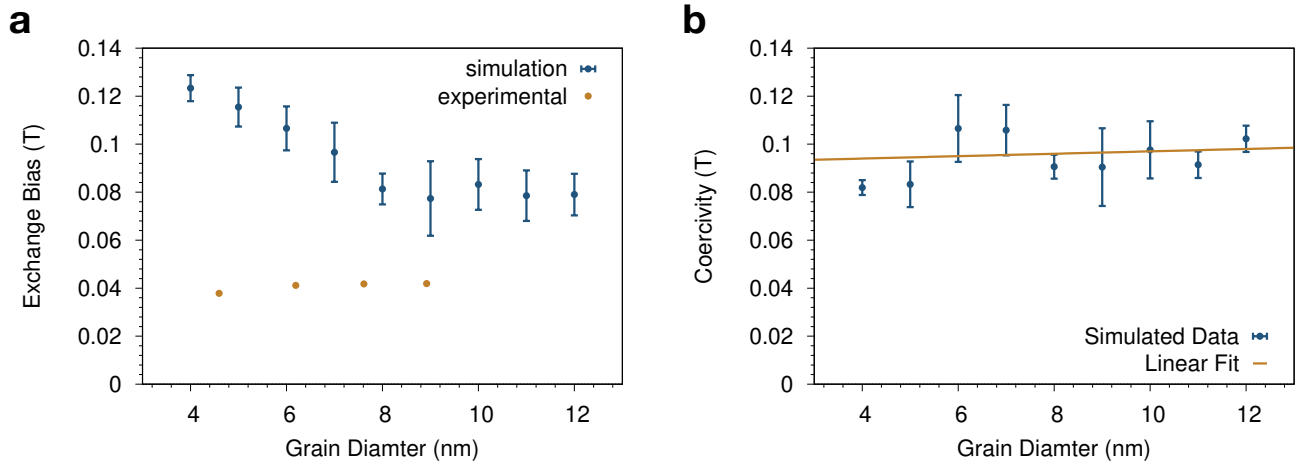 a
0.14
0.12
0.1
0.08
0.06
0.04
0.02
0
Exchange Bias (T)
simulation
experimental
4 6 8 10 12
Grain Diamter (nm)
b
0.14
0.12
0.1
0.08
0.06
0.04
0.02
0
Coercivity (T)
Simulated Data
Linear Fit
4 6 8 10 12
Grain Diamter (nm)